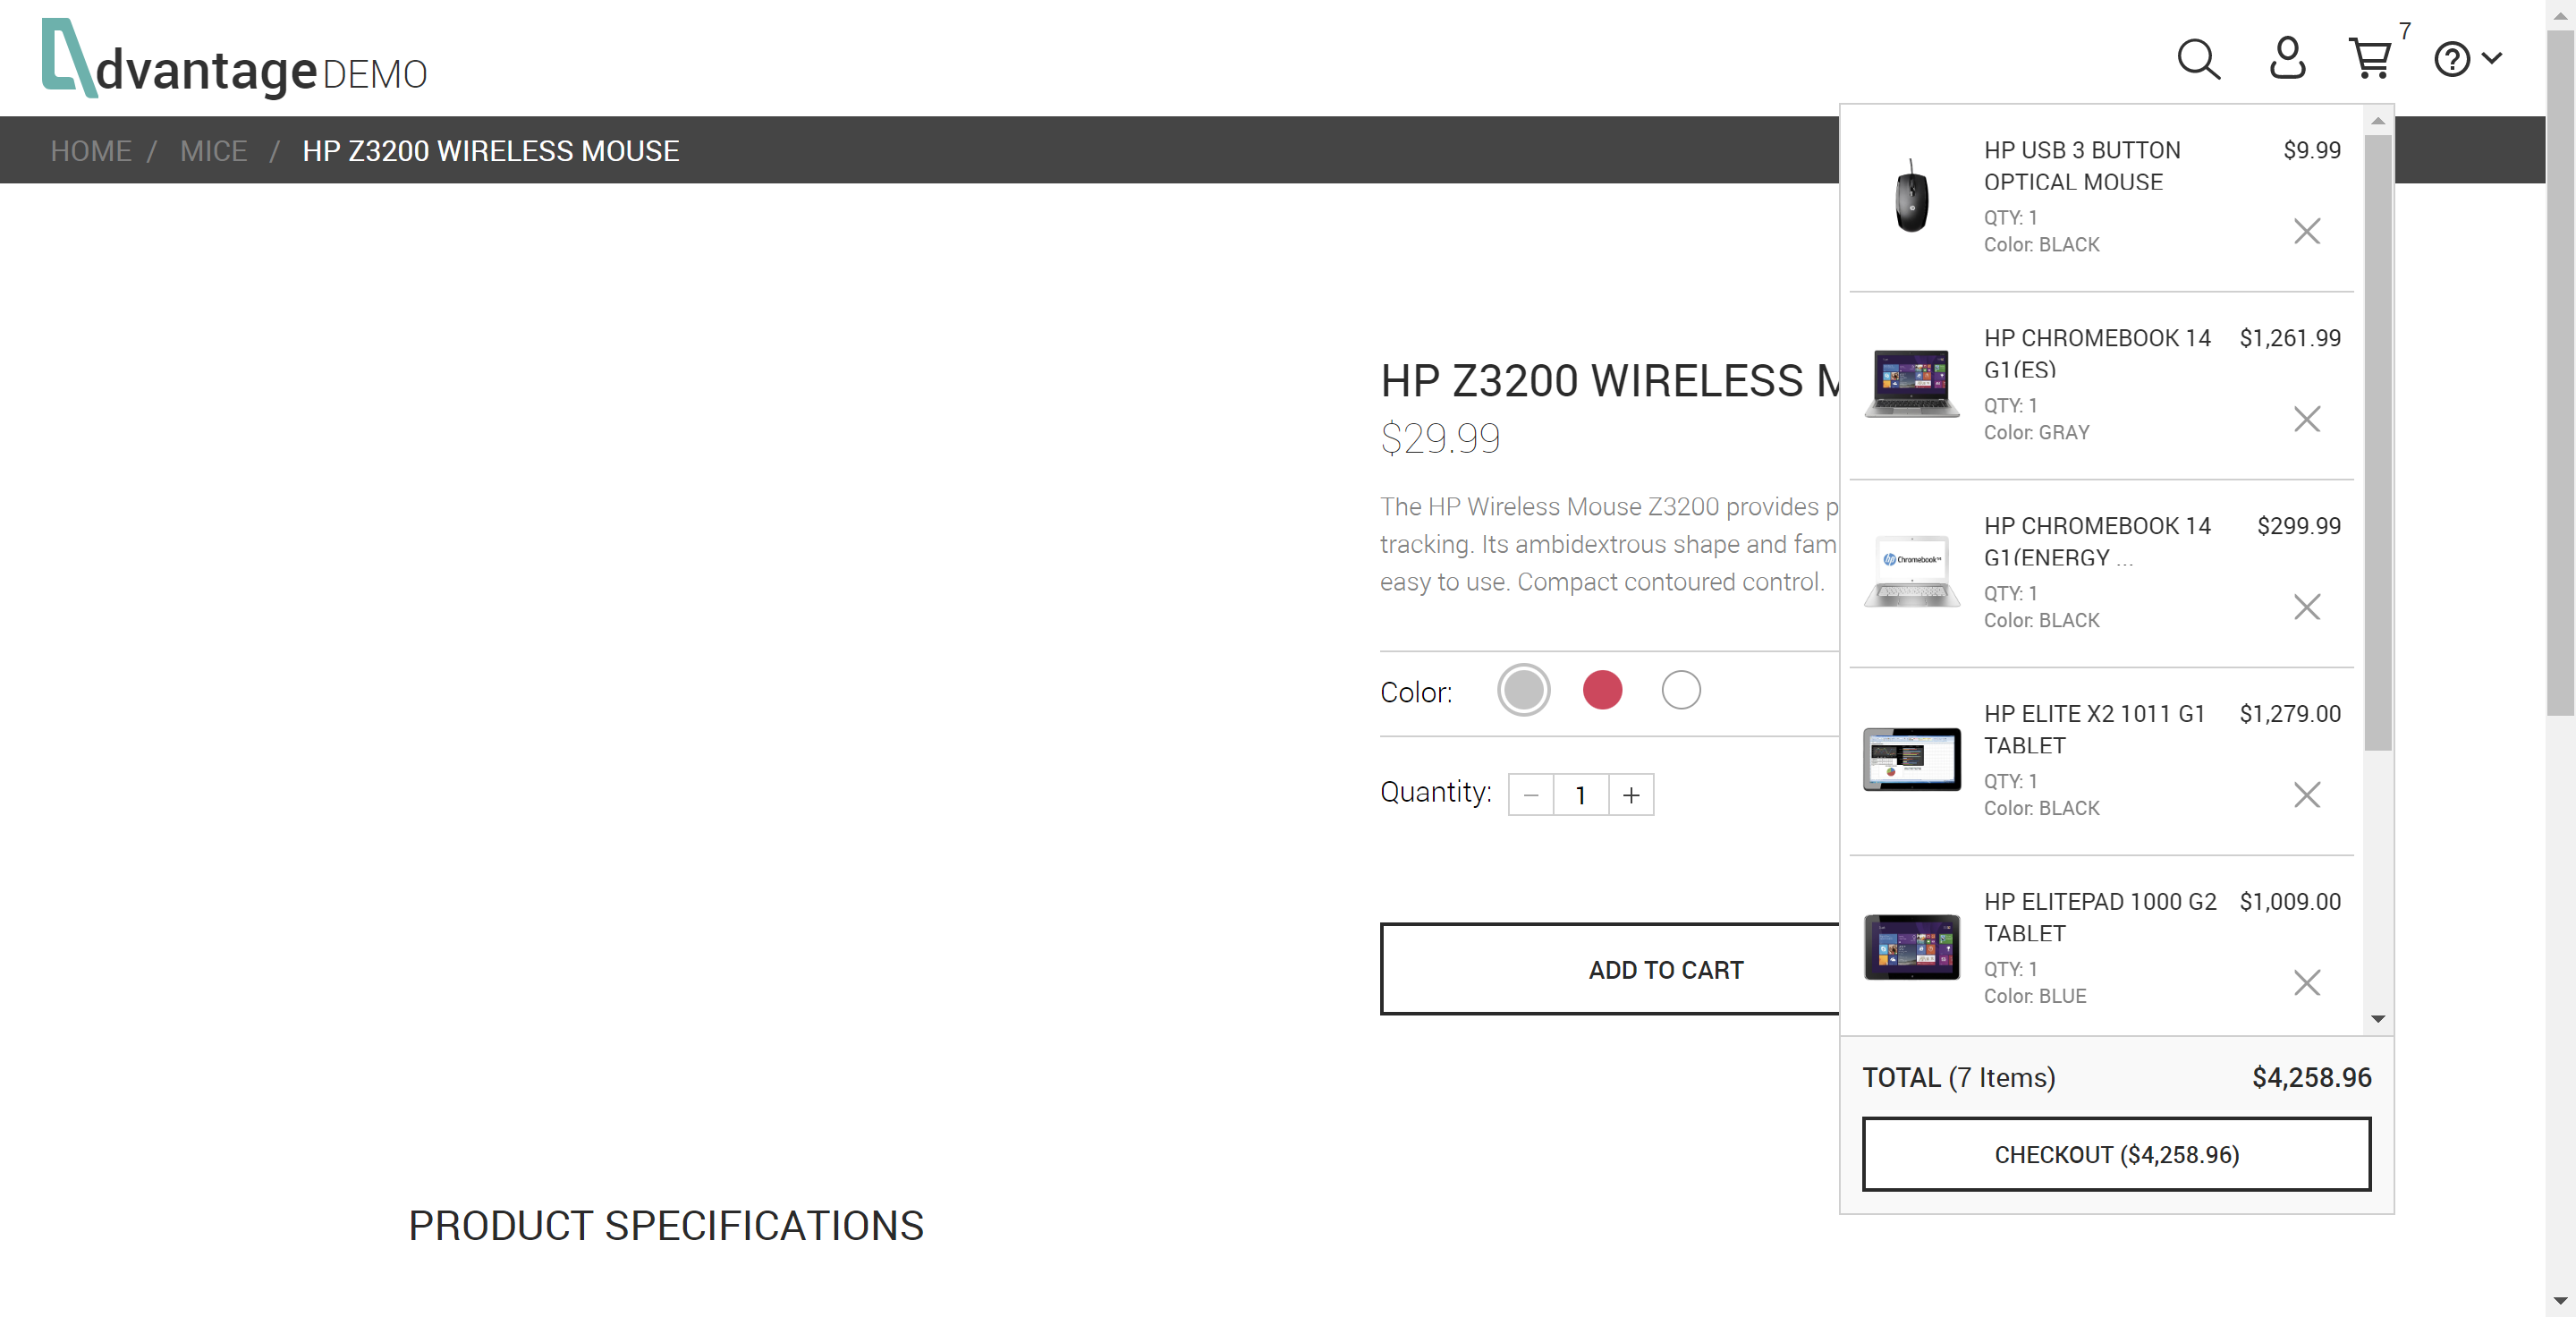 dvantage DEMO
7
HOME / MICE / HP Z3200 WIRELESS MOUSE
HP USB 3 BUTTON
OPTICAL MOUSE
$9.99
QTY: 1
Color: BLACK
HP CHROMEBOOK 14
G1(ES)
$1,261.99
QTY: 1
Color: GRAY
HP CHROMEBOOK 14
G1(ENERGY ...
$299.99
QTY: 1
Color: BLACK
HP ELITE X2 1011 G1
TABLET
$1,279.00
QTY: 1
Color: BLACK
HP ELITEPAD 1000 G2
TABLET
$1,009.00
QTY: 1
Color: BLUE
TOTAL (7 Items) $4,258.96
CHECKOUT ($4,258.96)
HP Z3200 WIRELESS
$29.99
The HP Wireless Mouse Z3200 provides
tracking. Its ambidextrous shape and
easy to use. Compact contoured control.
Color:
Quantity: − 1 +
ADD TO CART
PRODUCT SPECIFICATIONS